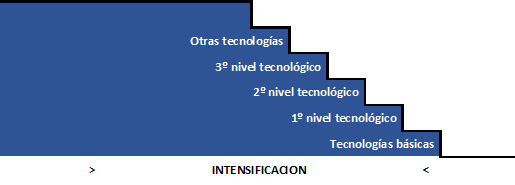 Otras tecnologías
3º nivel tecnológico
2º nivel tecnológico
1º nivel tecnológico
Tecnologías básicas
> INTENSIFICACION <